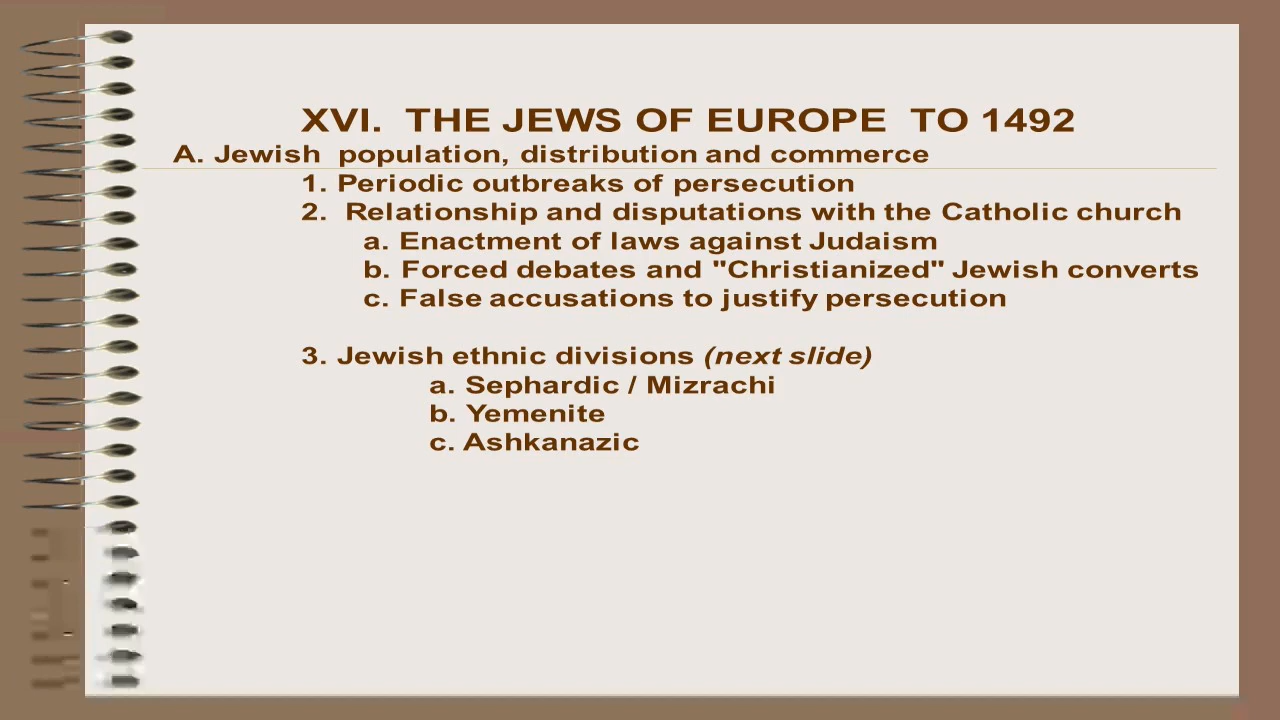 XVI.  THE JEWS OF EUROPE  TO 1492
A. Jewish  population, distribution and commerce
1. Periodic outbreaks of persecution
2.  Relationship and disputations with the Catholic church
a. Enactment of laws against Judaism
b. Forced debates and "Christianized" Jewish converts
c. False accusations to justify persecution
3. Jewish ethnic divisions (next slide)
a. Sephardic / Mizrachi
b. Yemenite
c. Ashkanazic